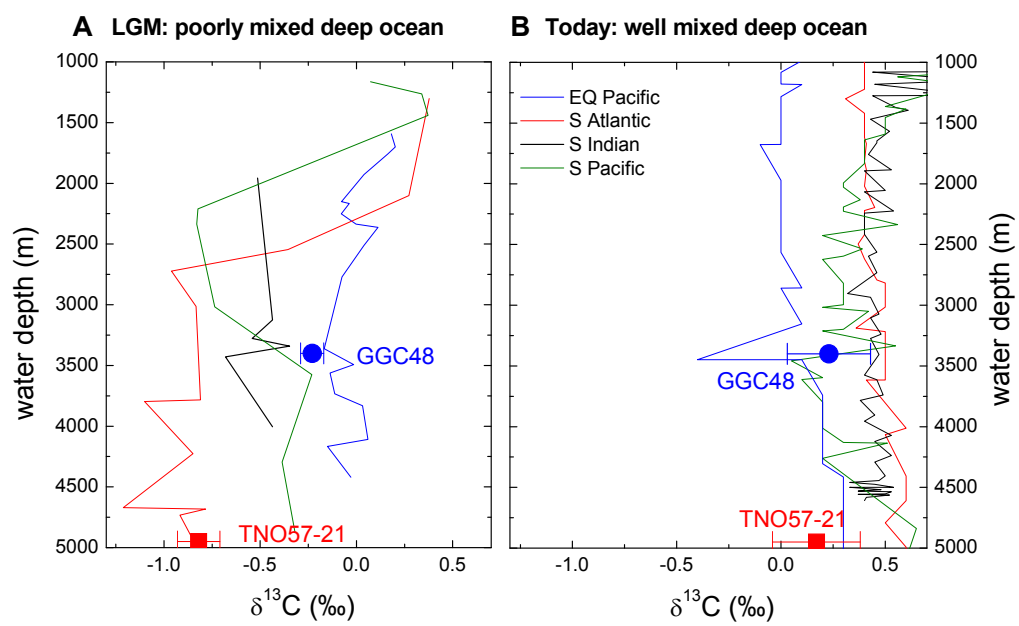 A LGM: poorly mixed deep ocean
B Today: well mixed deep ocean
1000
1500
2000
2500
3000
3500
4000
4500
5000
water depth (m)
GGC48
TNO57-21
-1.0
-0.5
0.0
0.5
δ13C (‰)
EQ Pacific
S Atlantic
S Indian
S Pacific
GGC48
TNO57-21
1000
1500
2000
2500
3000
3500
4000
4500
5000
water depth (m)
-1.0
-0.5
0.0
0.5
δ13C (‰)